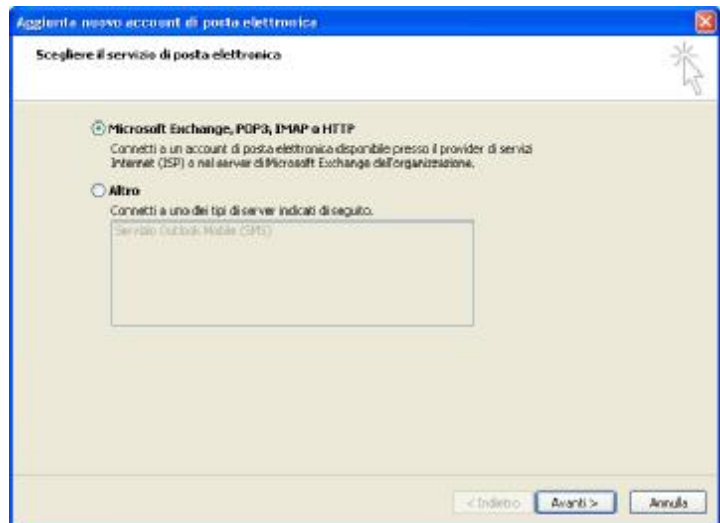 Aggiunta nuovo account di posta elettronica
Scegliere il servizio di posta elettronica
Microsoft Exchange, POP3, IMAP o HTTP
Connetti a un account di posta elettronica disponibile presso il provider di servizi
Internet (ISP) o nel server di Microsoft Exchange dell'organizzazione.
Altro
Connetti a uno dei tipi di server indicati di seguito.
Servizio Outlook Mobile (SMS)
< Indietro
Avanti >
Annulla